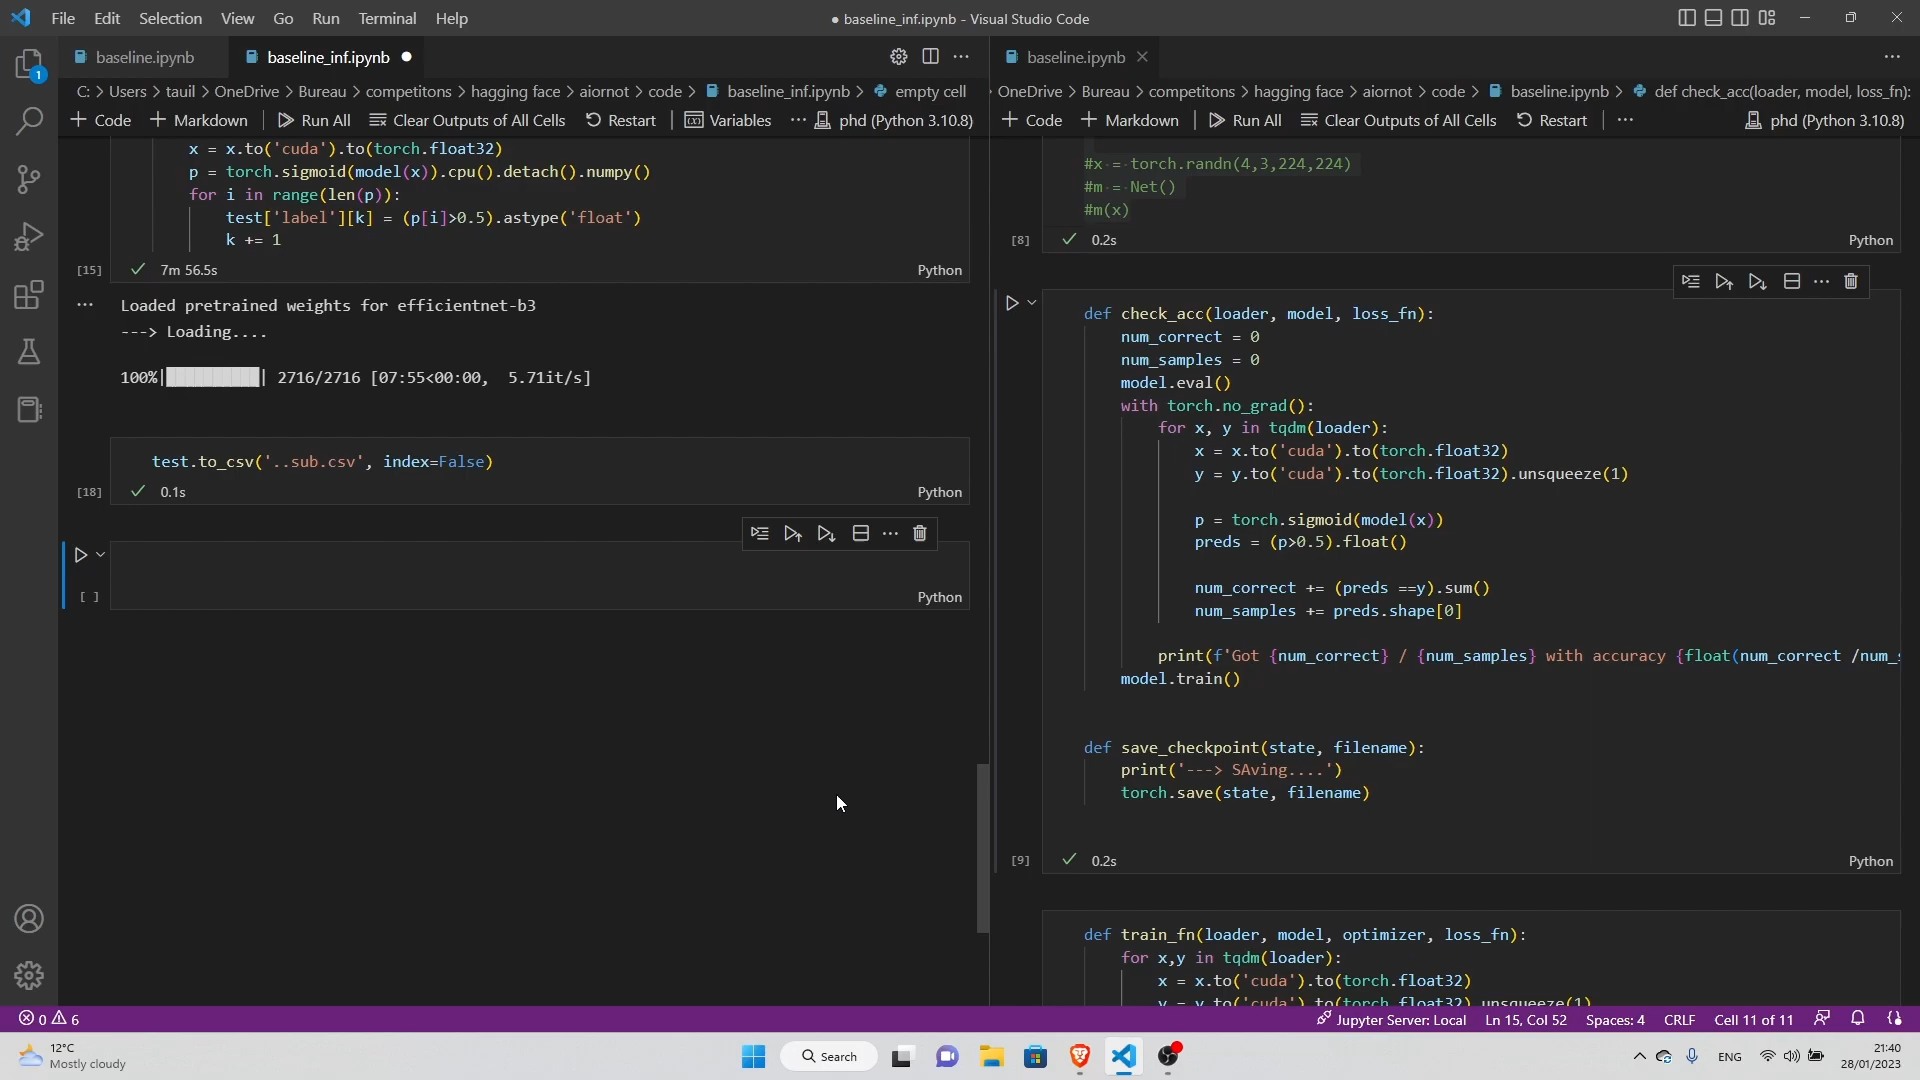 File Edit Selection View Go Run Terminal Help
● baseline_inf.ipynb - Visual Studio Code
baseline.ipynb
baseline_inf.ipynb
C: > Users > tauil > OneDrive > Bureau > competitons > hagging face > aiornot > code > baseline_inf.ipynb > empty cell
+ Code + Markdown Run All Clear Outputs of All Cells Restart Variables ... phd (Python 3.10.8)
x = x.to('cuda').to(torch.float32)
p = torch.sigmoid(model(x)).cpu().detach().numpy()
for i in range(len(p)):
test['label'][k] = (p[i]>0.5).astype('float')
k += 1
[15] 7m 56.5s Python
... Loaded pretrained weights for efficientnet-b3
---> Loading....
100%|██████████| 2716/2716 [07:55<00:00, 5.71it/s]
test.to_csv('..sub.csv', index=False)
[18] 0.1s Python
[ ] Python
baseline.ipynb
OneDrive > Bureau > competitons > hagging face > aiornot > code > baseline.ipynb > def check_acc(loader, model, loss_fn):
+ Code + Markdown Run All Clear Outputs of All Cells Restart ... phd (Python 3.10.8)
#x = torch.randn(4,3,224,224)
#m = Net()
#m(x)
[8] 0.2s Python
def check_acc(loader, model, loss_fn):
num_correct = 0
num_samples = 0
model.eval()
with torch.no_grad():
for x, y in tqdm(loader):
x = x.to('cuda').to(torch.float32)
y = y.to('cuda').to(torch.float32).unsqueeze(1)
p = torch.sigmoid(model(x))
preds = (p>0.5).float()
num_correct += (preds ==y).sum()
num_samples += preds.shape[0]
print(f'Got {num_correct} / {num_samples} with accuracy {float(num_correct /num_s
model.train()
def save_checkpoint(state, filename):
print('---> SAving....')
torch.save(state, filename)
[9] 0.2s Python
def train_fn(loader, model, optimizer, loss_fn):
for x,y in tqdm(loader):
x = x.to('cuda').to(torch.float32)
y = y.to('cuda').to(torch.float32).unsqueeze(1)
1
0 6
Jupyter Server: Local Ln 15, Col 52 Spaces: 4 CRLF Cell 11 of 11
12°C
Mostly cloudy
Search
ENG
21:40
28/01/2023